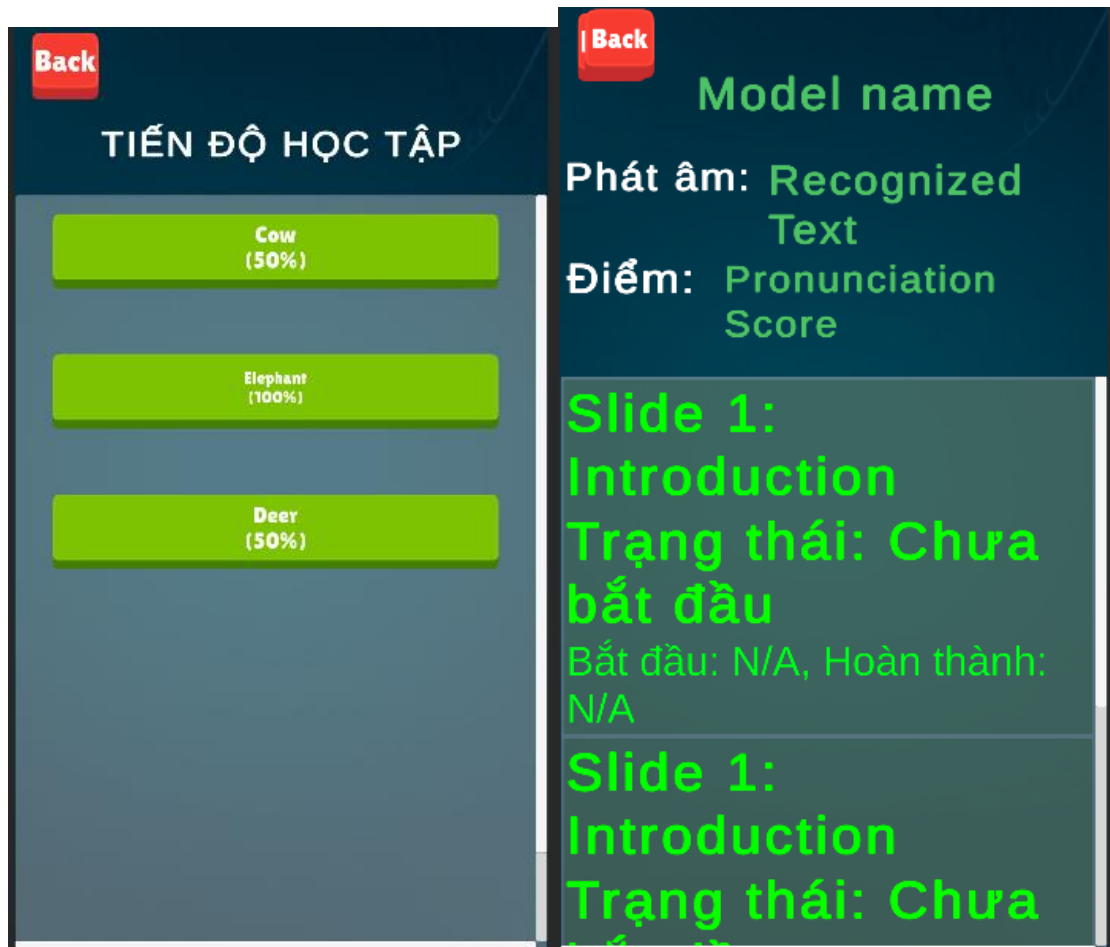 Back
TIẾN ĐỘ HỌC TẬP
Cow
(50%)
Elephant
(100%)
Deer
(50%)
Back
Model name
Phát âm: Recognized
Text
Điểm: Pronunciation
Score
Slide 1:
Introduction
Trạng thái: Chưa
bắt đầu
Bắt đầu: N/A, Hoàn thành:
N/A
Slide 1:
Introduction
Trạng thái: Chưa